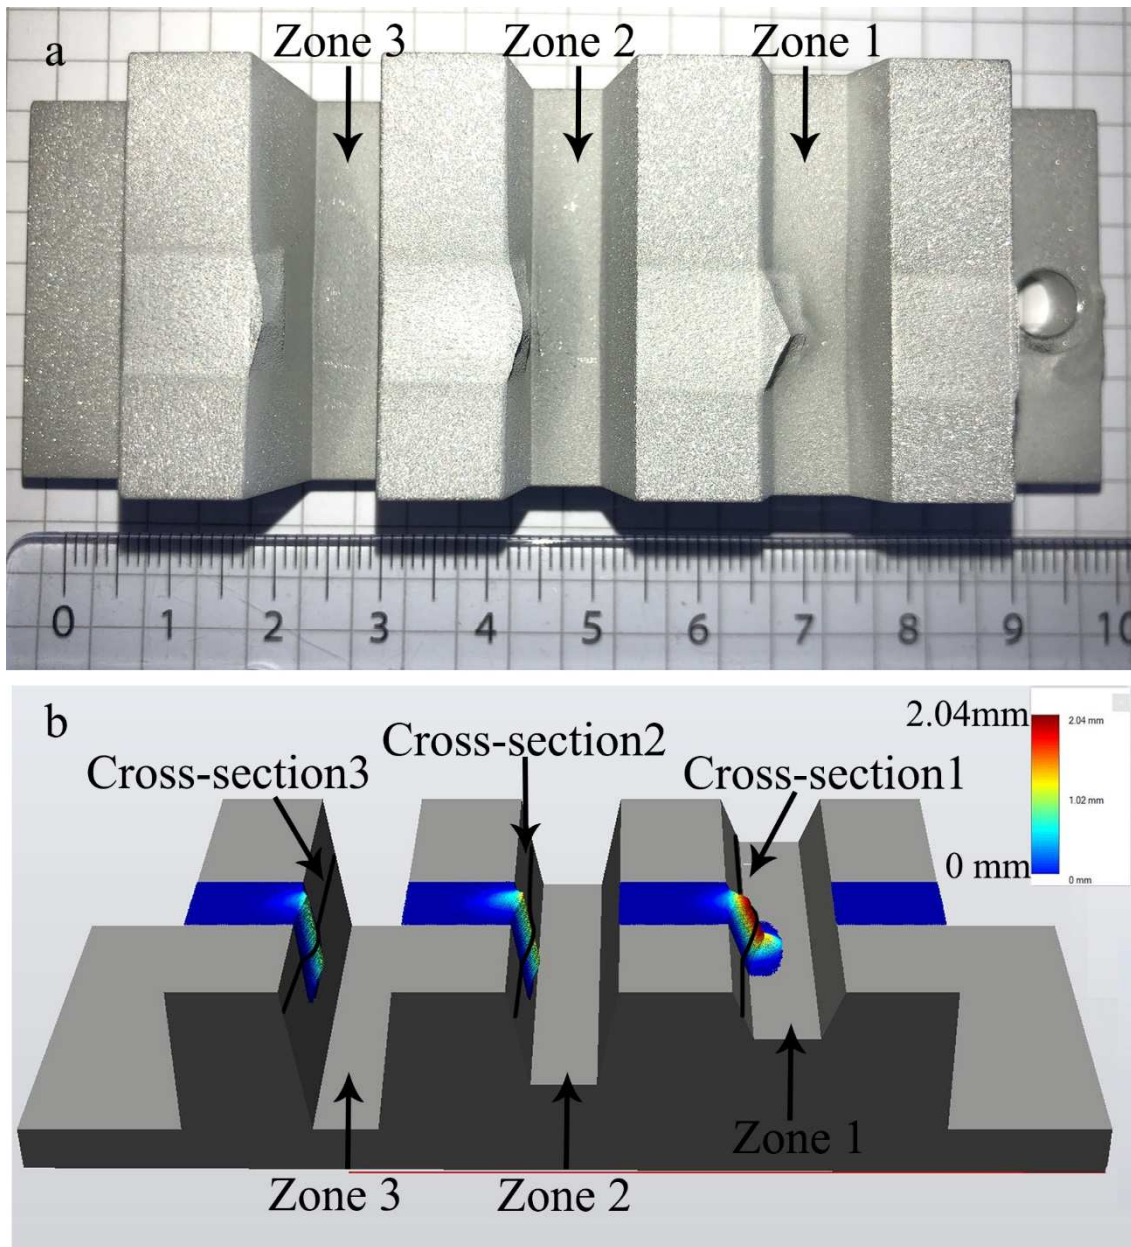 a
Zone 3
Zone 2
Zone 1
0 1 2 3 4 5 6 7 8 9 10
b
2.04mm
2.04 mm
Cross-section2
Cross-section3
Cross-section1
1.02 mm
0 mm
0 mm
Zone 1
Zone 3
Zone 2